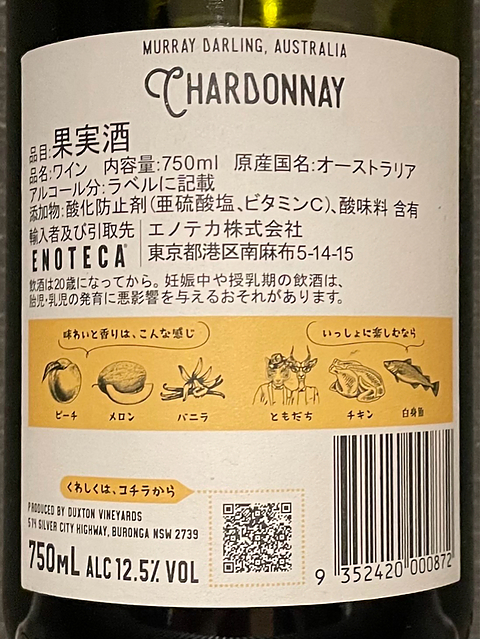 MURRAY DARLING, AUSTRALIA
CHARDONNAY
品目:果実酒
品名:ワイン 内容量:750ml 原産国名:オーストラリア
アルコール分:ラベルに記載
添加物:酸化防止剤(亜硫酸塩、ビタミンC)、酸味料 含有
輸入者及び引取先 エノテカ株式会社
ENOTECA® 東京都港区南麻布5-14-15
飲酒は20歳になってから。妊娠中や授乳期の飲酒は、
胎児・乳児の発育に悪影響を与えるおそれがあります。
味わいと香りは、こんな感じ
いっしょに楽しむなら
ピーチ メロン バニラ ともだち チキン 白身魚
くわしくは、コチラから
PRODUCED BY DUXTON VINEYARDS
574 SILVER CITY HIGHWAY, BURONGA NSW 2739
750ML ALC 12.5% VOL
9 352420 000872